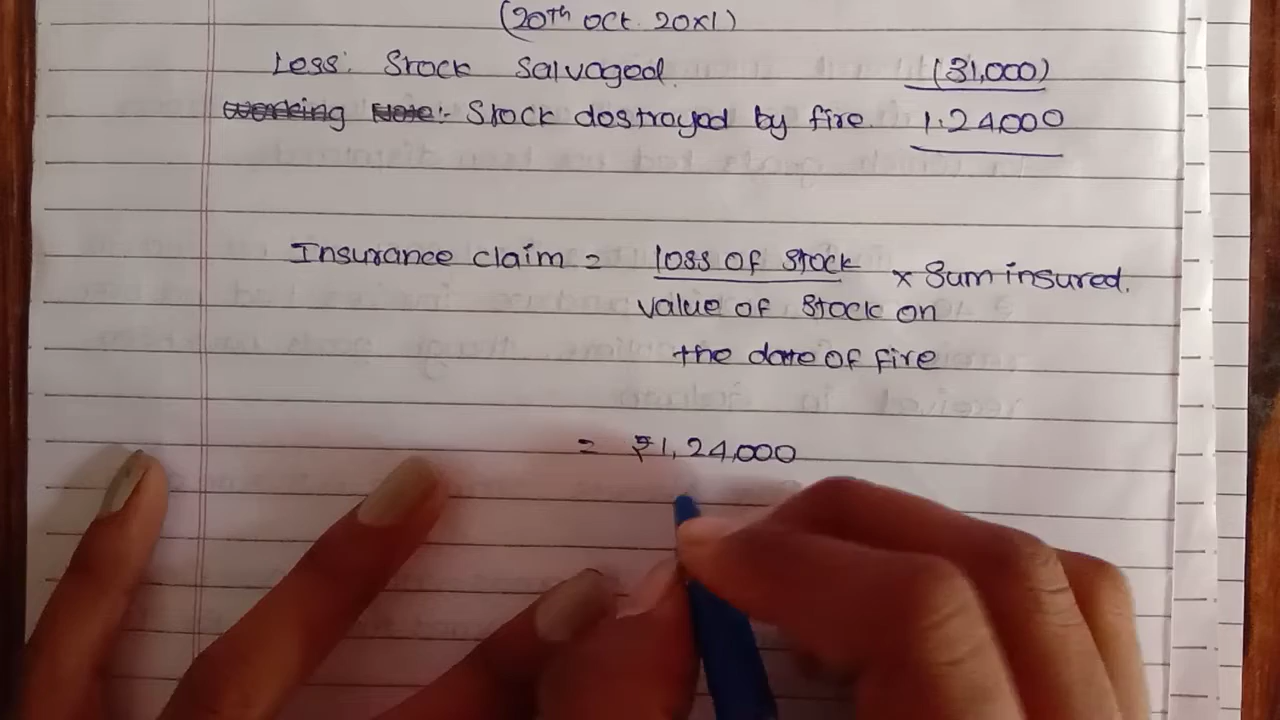 (20th Oct. 20X1)
Less: Stock Salvaged. (31,000)
Working Note:- Stock destroyed by fire. 1,24,000
Insurance claim = loss of stock × Sum insured.
value of stock on
the date of fire
= ₹1,24,000